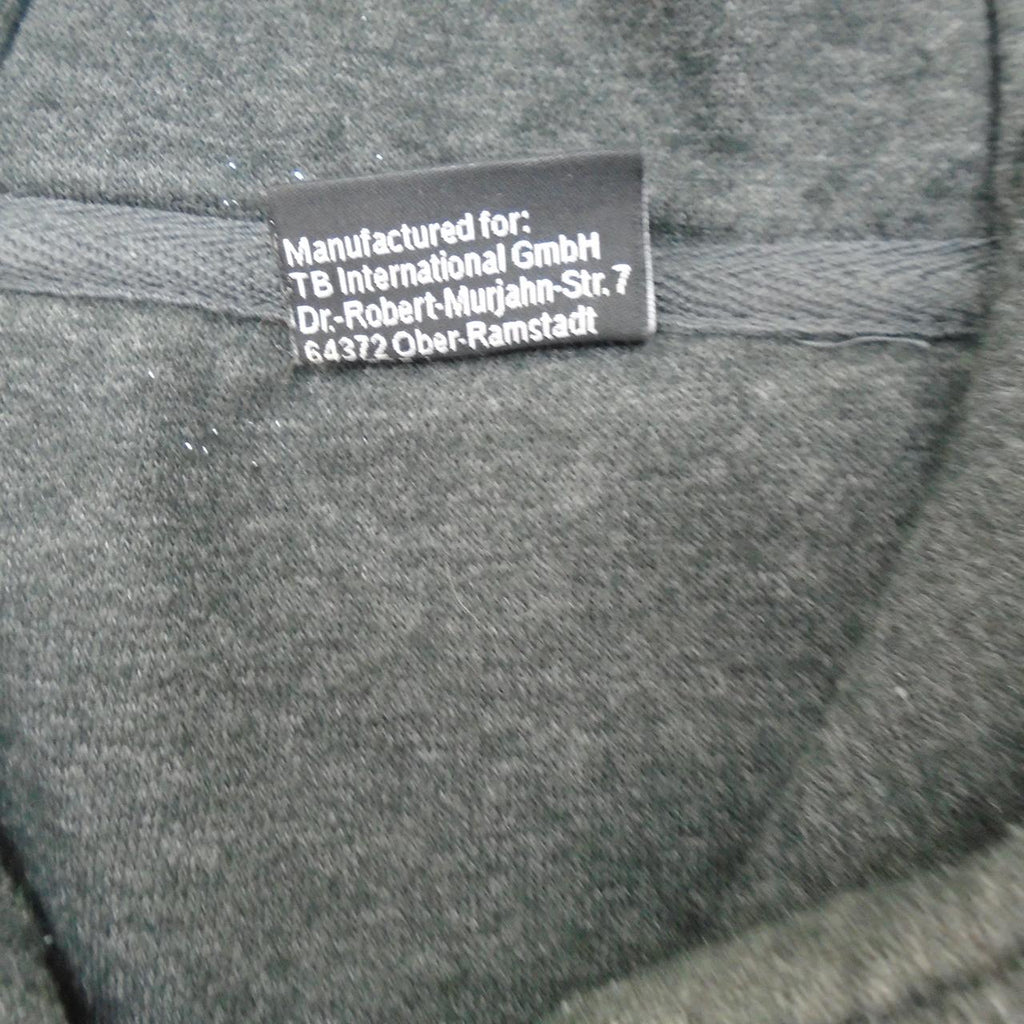 Manufactured for:
TB International GmbH
Dr.-Robert-Murjahn-Str. 7
64372 Ober-Ramstadt